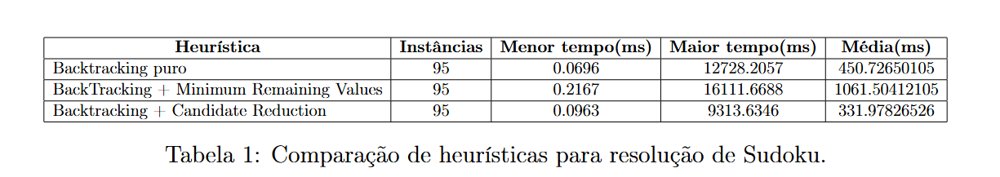 Heurística Instâncias Menor tempo(ms) Maior tempo(ms) Média(ms)
Backtracking puro 95 0.0696 12728.2057 450.72650105
BackTracking + Minimum Remaining Values 95 0.2167 16111.6688 1061.50412105
Backtracking + Candidate Reduction 95 0.0963 9313.6346 331.97826526
Tabela 1: Comparação de heurísticas para resolução de Sudoku.